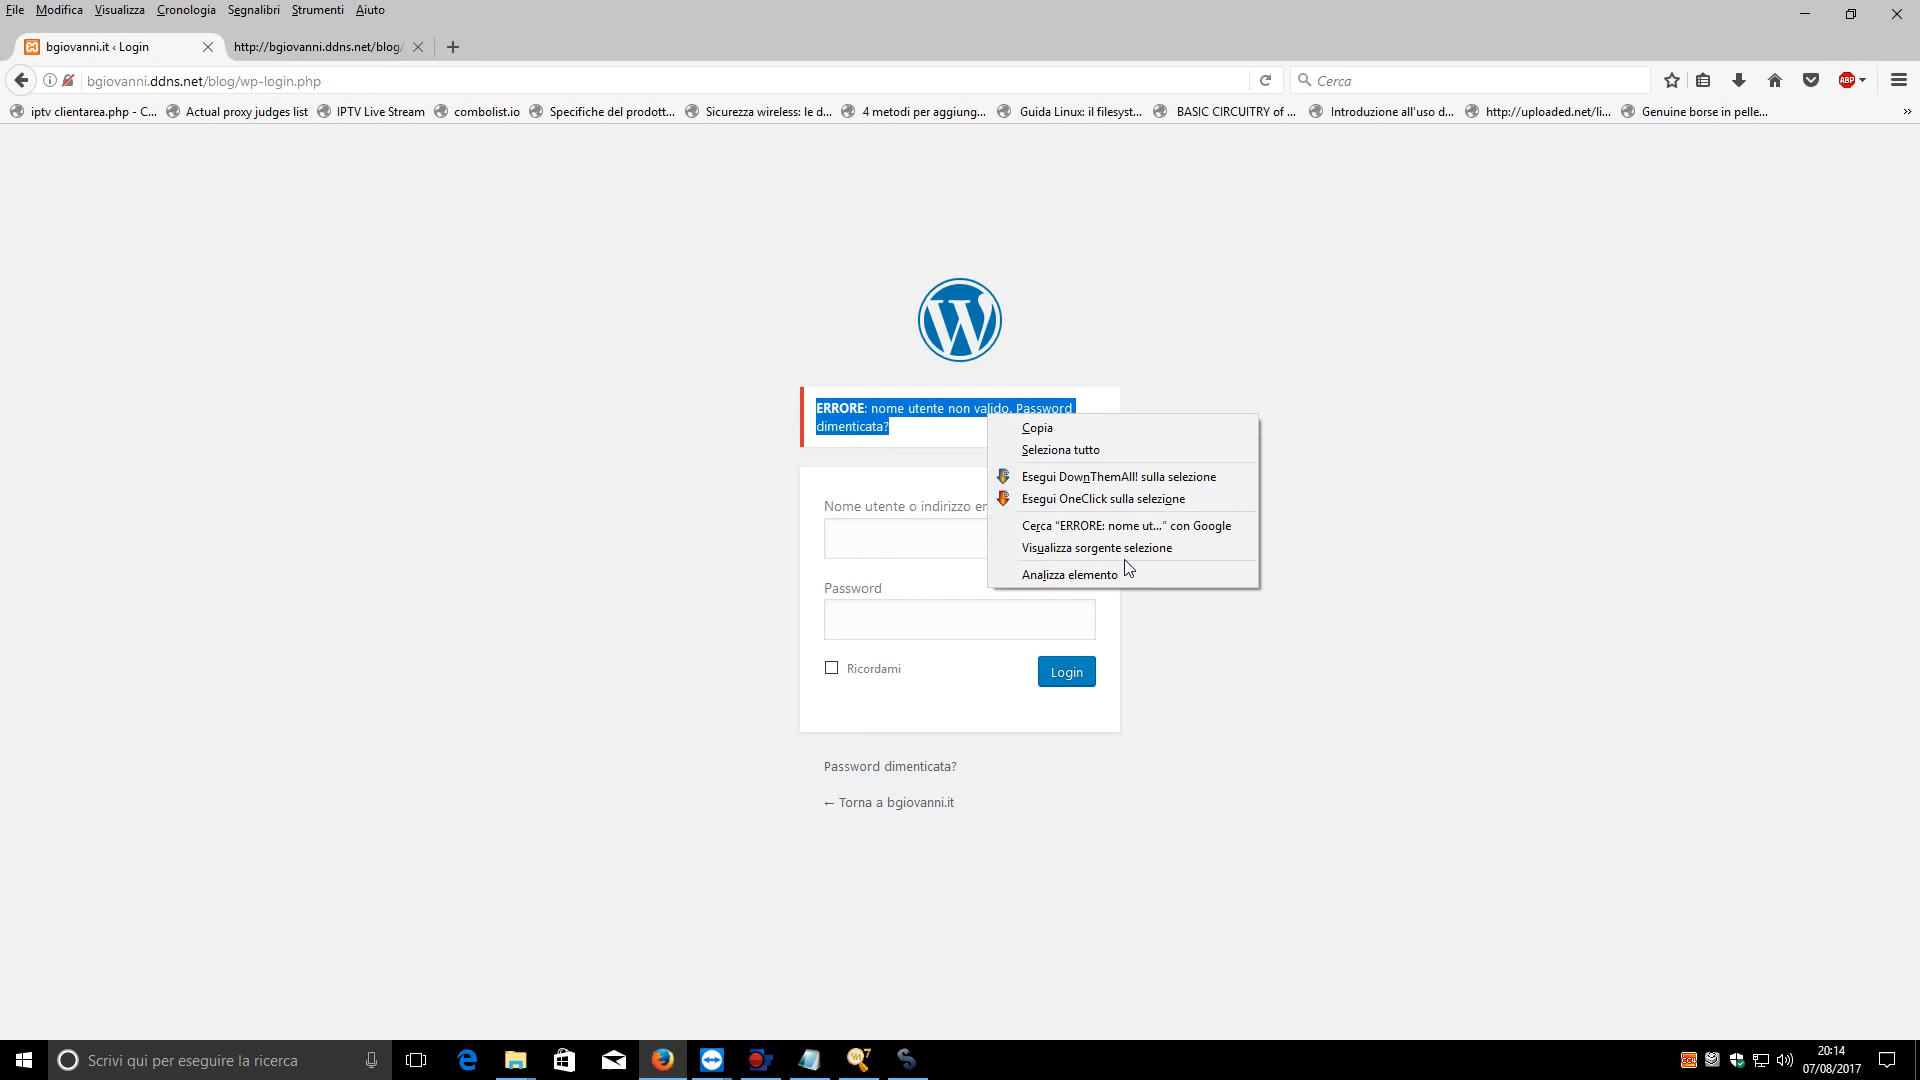 File Modifica Visualizza Cronologia Segnalibri Strumenti Aiuto
bgiovanni.it ‹ Login
http://bgiovanni.ddns.net/blog/
bgiovanni.ddns.net/blog/wp-login.php
Cerca
ABP
iptv clientarea.php - C... Actual proxy judges list IPTV Live Stream combolist.io Specifiche del prodott... Sicurezza wireless: le d... 4 metodi per aggiung... Guida Linux: il filesyst... BASIC CIRCUITRY of ... Introduzione all'uso d... http://uploaded.net/li... Genuine borse in pelle... »
ERRORE: nome utente non valido. Password
dimenticata?
Copia
Seleziona tutto
Esegui DownThemAll! sulla selezione
Esegui OneClick sulla selezione
Cerca “ERRORE: nome ut...” con Google
Visualizza sorgente selezione
Analizza elemento
Nome utente o indirizzo
Password
Ricordami
Login
Password dimenticata?
← Torna a bgiovanni.it
Scrivi qui per eseguire la ricerca
20:14
07/08/2017